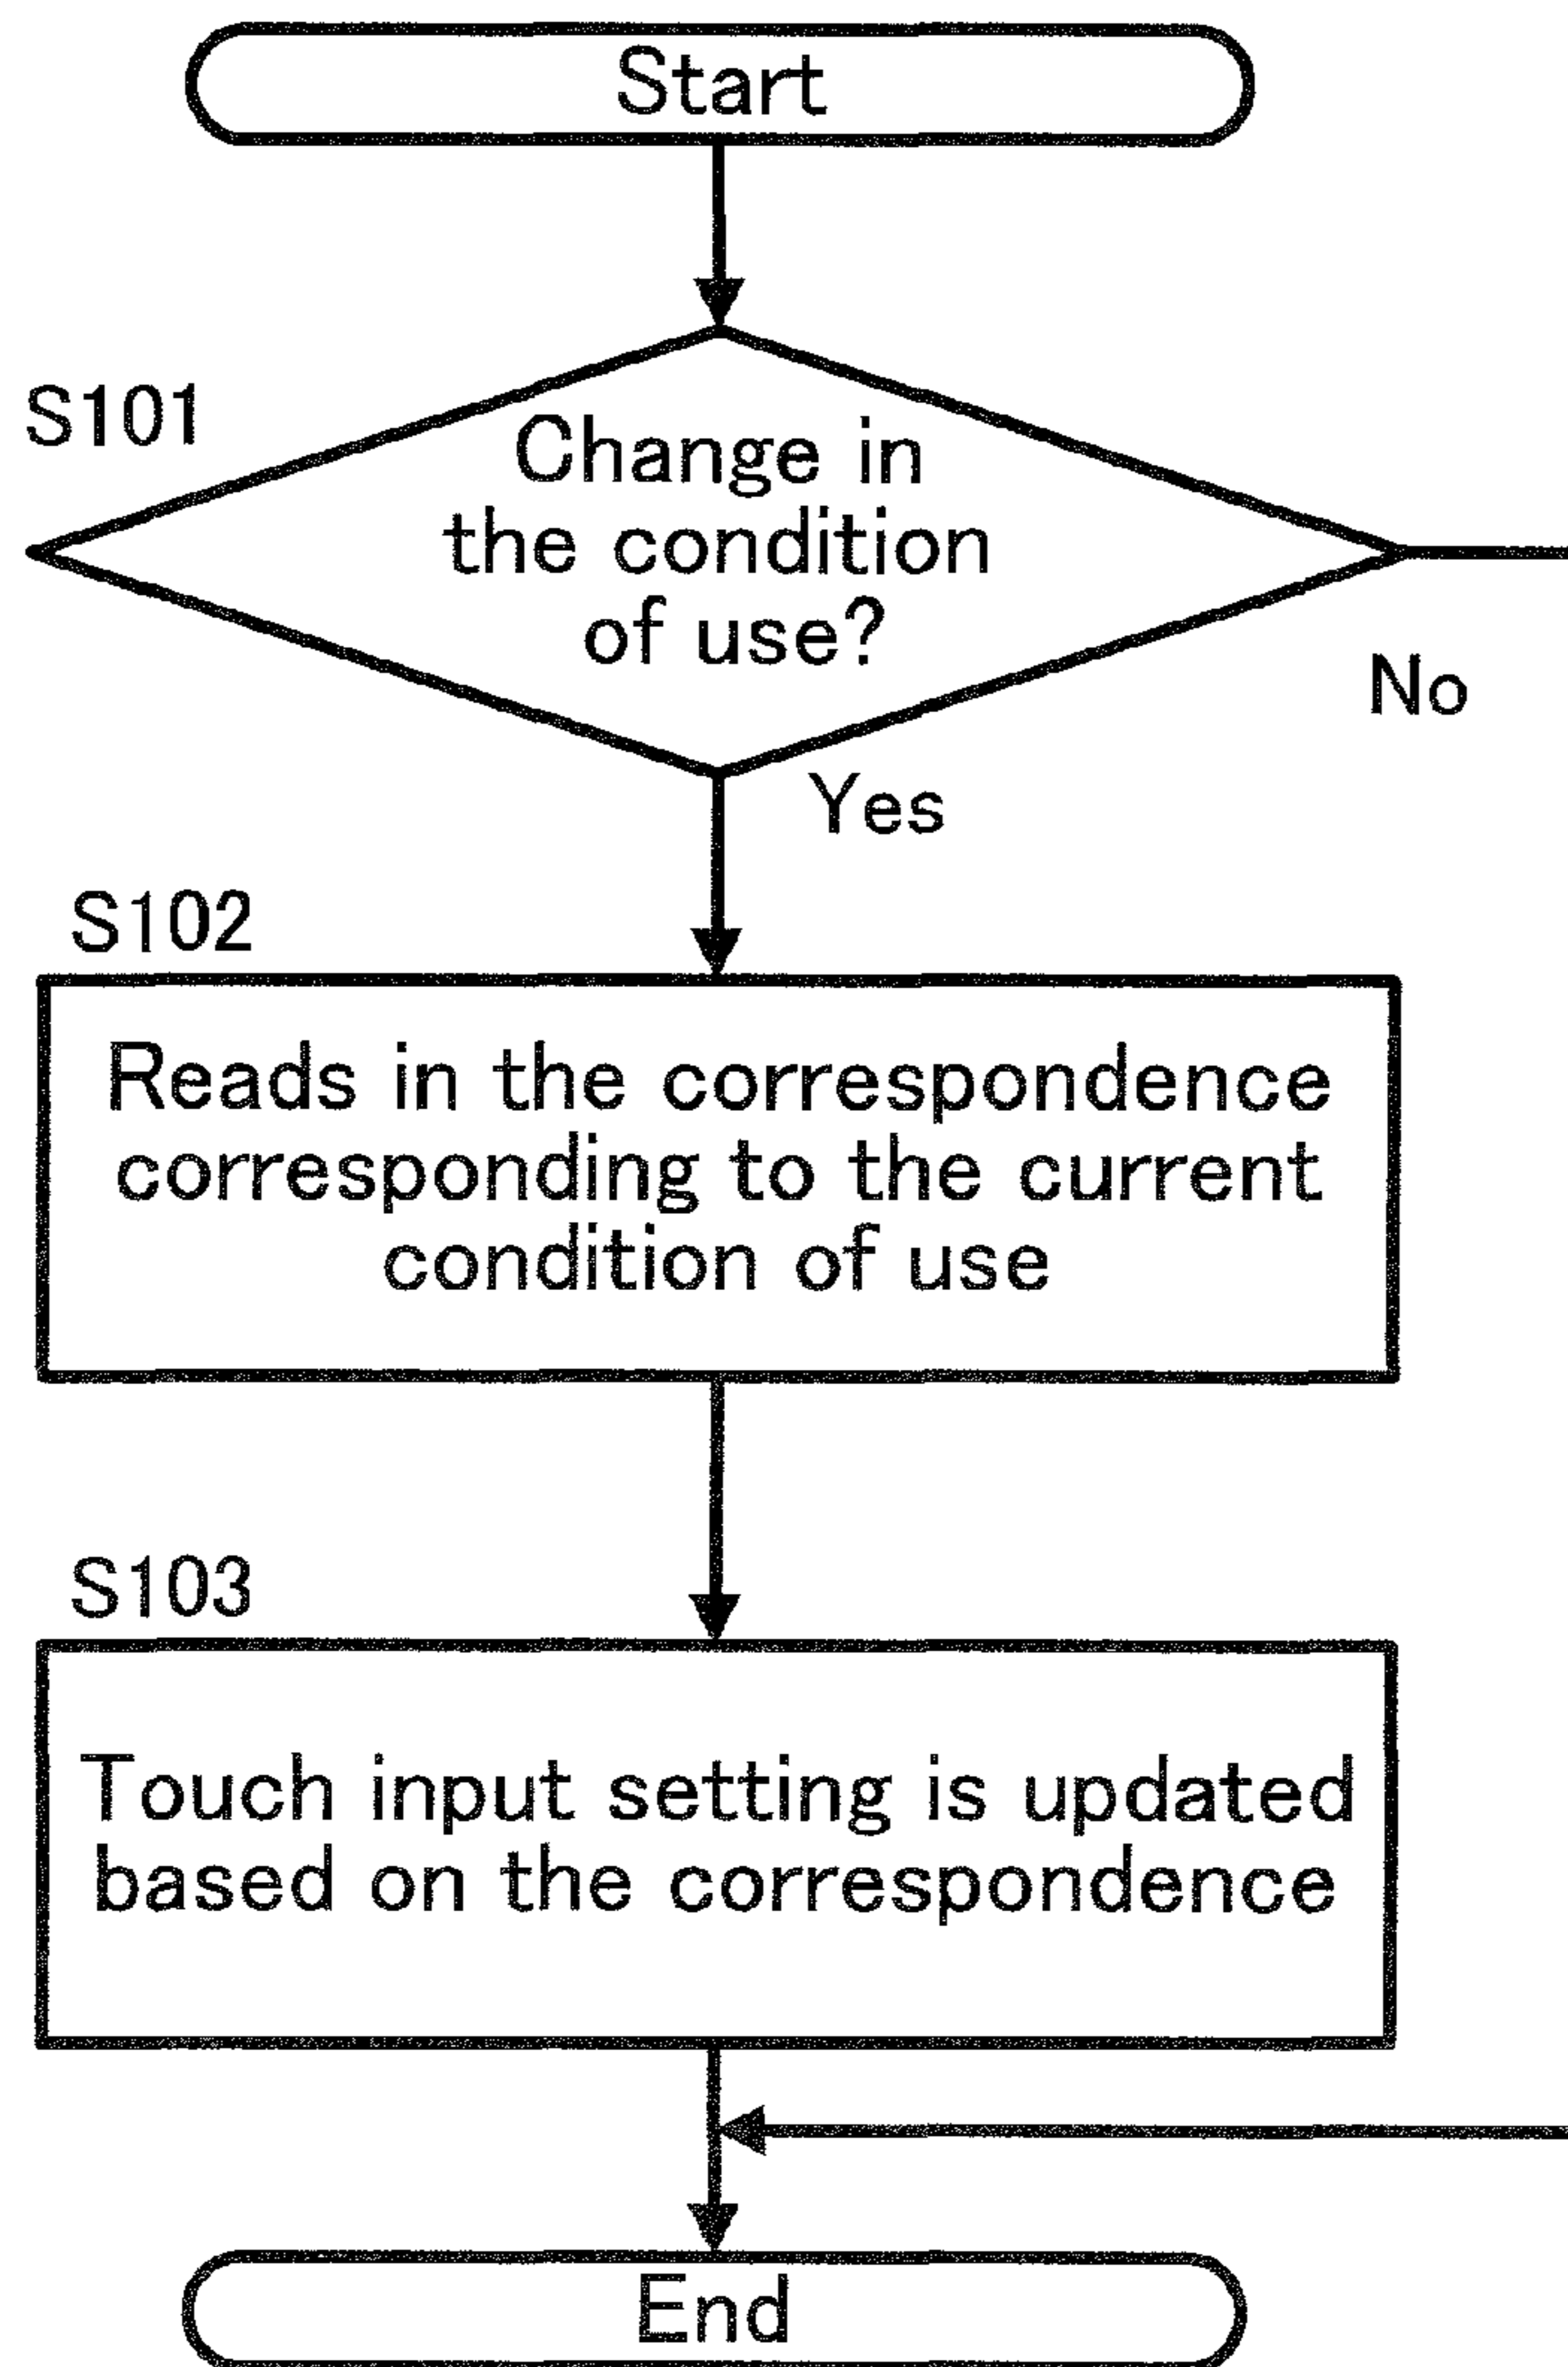 Start
S101
Change in
the condition
of use?
No
Yes
S102
Reads in the correspondence
corresponding to the current
condition of use
S103
Touch input setting is updated
based on the correspondence
End